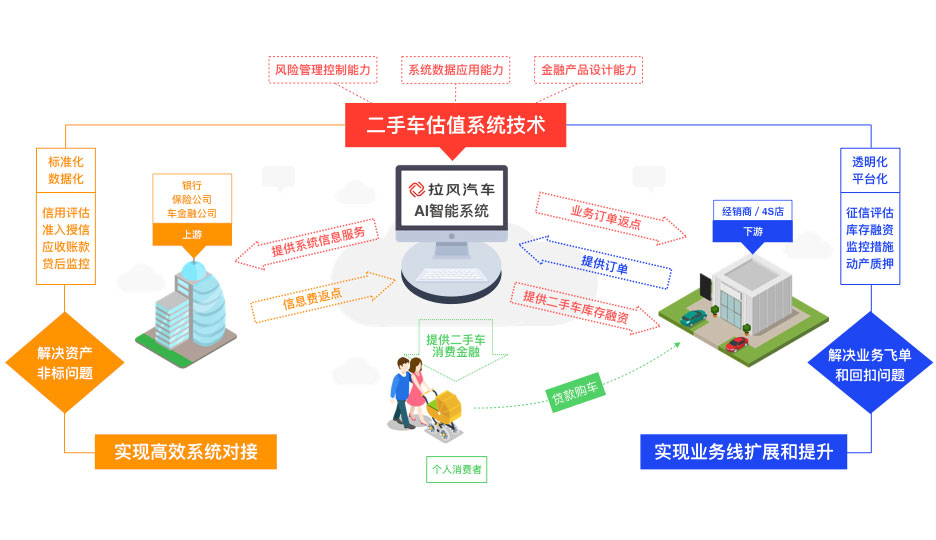 风险管理控制能力
系统数据应用能力
金融产品设计能力
二手车估值系统技术
标准化
数据化
信用评估
准入授信
应收账款
贷后监控
解决资产
非标问题
实现高效系统对接
银行
保险公司
车金融公司
上游
提供系统信息服务
信息费返点
拉风汽车
AI智能系统
业务订单返点
提供订单
提供二手车库存融资
提供二手车
消费金融
贷款购车
个人消费者
经销商 / 4S店
下游
透明化
平台化
征信评估
库存融资
监控措施
动产质押
解决业务飞单
和回扣问题
实现业务线扩展和提升